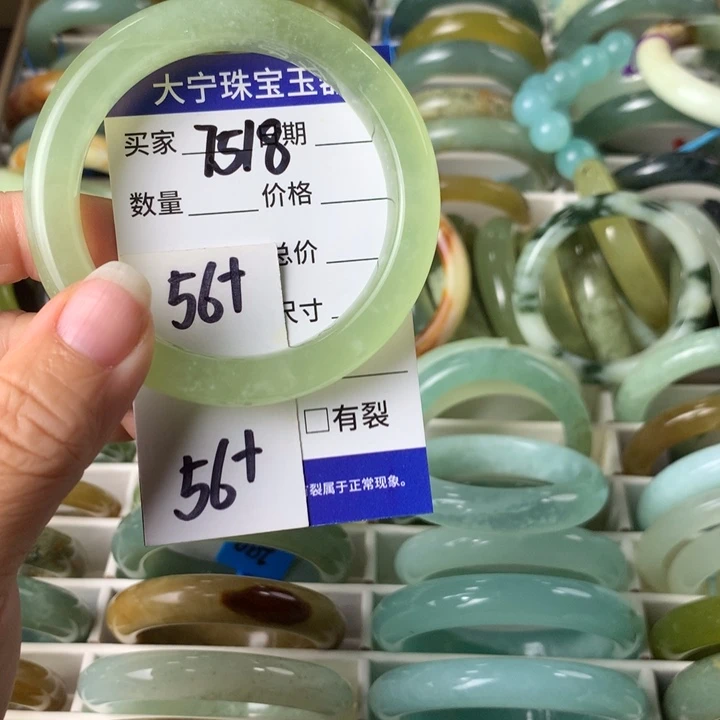 大宁珠宝玉器
买家 7518 日期
数量 价格
总价
56+
尺寸
□有裂
56+
裂属于正常现象。